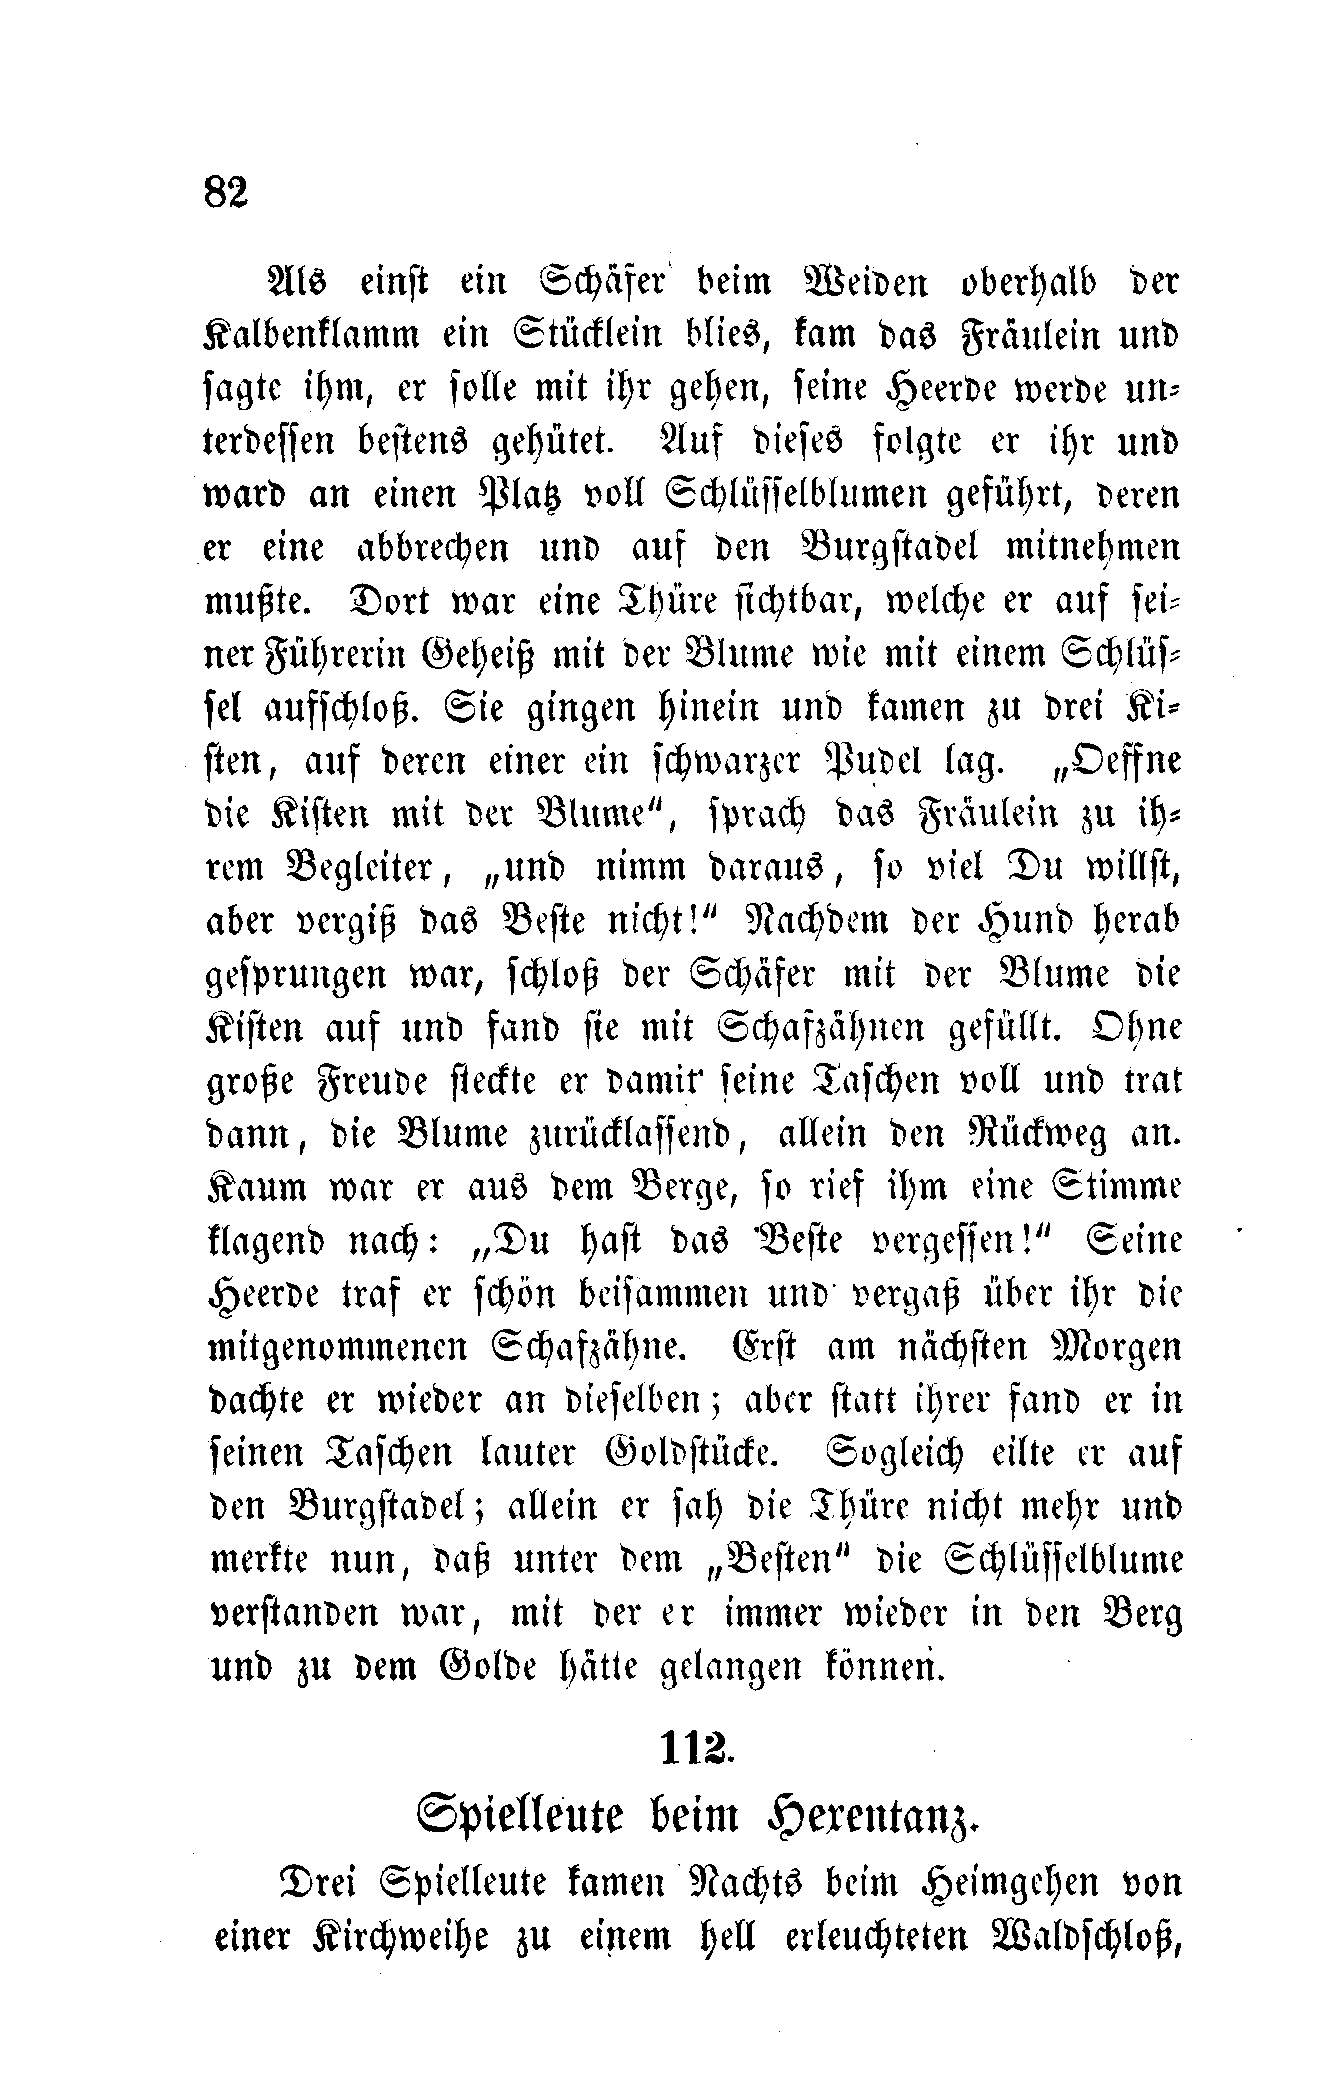 82
Als einst ein Schäfer beim Weiden oberhalb der
Kalbenklamm ein Stücklein blies, kam das Fräulein und
sagte ihm, er solle mit ihr gehen, seine Heerde werde un-
terdessen bestens gehütet. Auf dieses folgte er ihr und
ward an einen Platz voll Schlüsselblumen geführt, deren
er eine abbrechen und auf den Burgstadel mitnehmen
mußte. Dort war eine Thüre sichtbar, welche er auf sei-
ner Führerin Geheiß mit der Blume wie mit einem Schlüs-
sel aufschloß. Sie gingen hinein und kamen zu drei Ki-
sten, auf deren einer ein schwarzer Pudel lag. „Oeffne
die Kisten mit der Blume“, sprach das Fräulein zu ih-
rem Begleiter, „und nimm daraus, so viel Du willst,
aber vergiß das Beste nicht!“ Nachdem der Hund herab
gesprungen war, schloß der Schäfer mit der Blume die
Kisten auf und fand sie mit Schafzähnen gefüllt. Ohne
große Freude steckte er damit seine Taschen voll und trat
dann, die Blume zurücklassend, allein den Rückweg an.
Kaum war er aus dem Berge, so rief ihm eine Stimme
klagend nach: „Du hast das Beste vergessen!“ Seine
Heerde traf er schön beisammen und vergaß über ihr die
mitgenommenen Schafzähne. Erst am nächsten Morgen
dachte er wieder an dieselben; aber statt ihrer fand er in
seinen Taschen lauter Goldstücke. Sogleich eilte er auf
den Burgstadel; allein er sah die Thüre nicht mehr und
merkte nun, daß unter dem „Besten“ die Schlüsselblume
verstanden war, mit der er immer wieder in den Berg
und zu dem Golde hätte gelangen können.
112.
Spielleute beim Hexentanz.
Drei Spielleute kamen Nachts beim Heimgehen von
einer Kirchweihe zu einem hell erleuchteten Waldschloß,